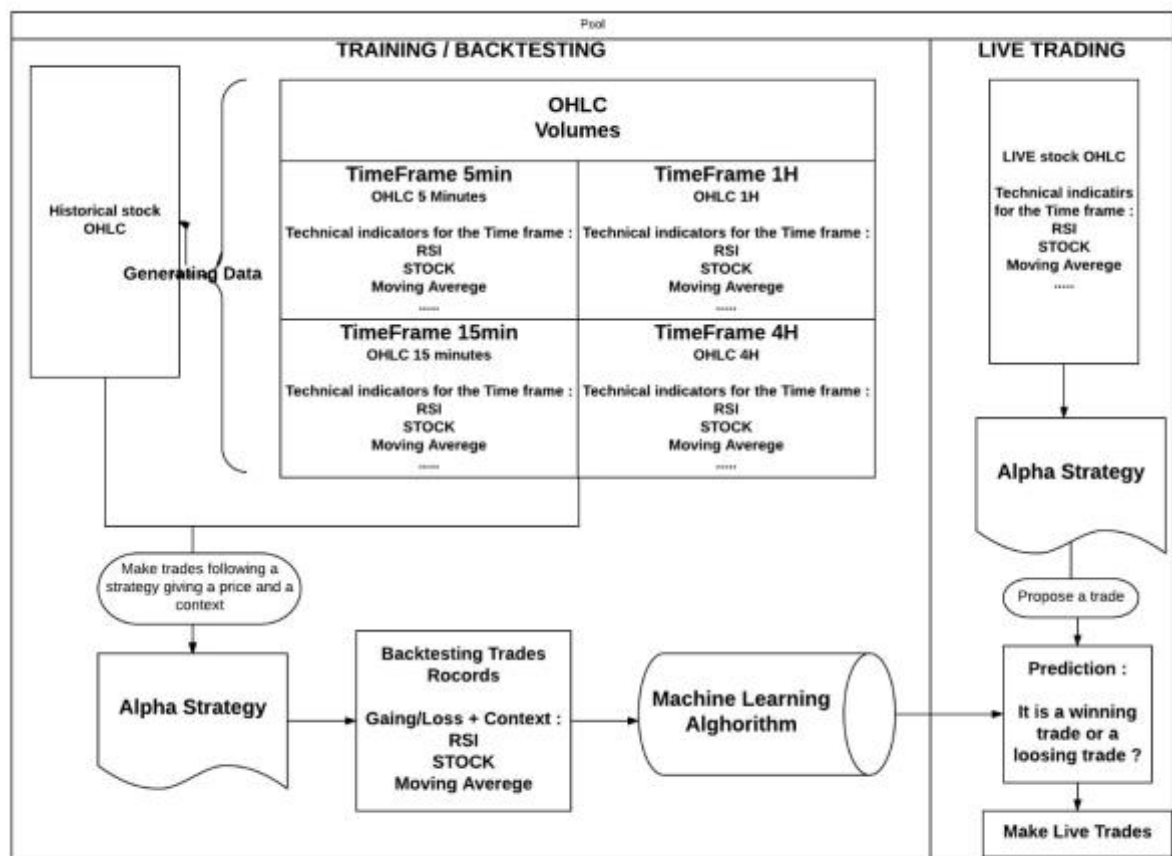 Pool
TRAINING / BACKTESTING
LIVE TRADING
Historical stock
OHLC
Generating Data
OHLC
Volumes
TimeFrame 5min
OHLC 5 Minutes
Technical indicators for the Time frame :
RSI
STOCK
Moving Averege
.....
TimeFrame 1H
OHLC 1H
Technical indicators for the Time frame :
RSI
STOCK
Moving Averege
.....
TimeFrame 15min
OHLC 15 minutes
Technical indicators for the Time frame :
RSI
STOCK
Moving Averege
.....
TimeFrame 4H
OHLC 4H
Technical indicators for the Time frame :
RSI
STOCK
Moving Averege
.....
Make trades following a
strategy giving a price and a
context
Alpha Strategy
Backtesting Trades
Rocords
Gaing/Loss + Context :
RSI
STOCK
Moving Averege
Machine Learning
Alghorithm
LIVE stock OHLC
Technical indicatirs
for the Time frame :
RSI
STOCK
Moving Averege
.....
Alpha Strategy
Propose a trade
Prediction :
It is a winning
trade or a
loosing trade ?
Make Live Trades